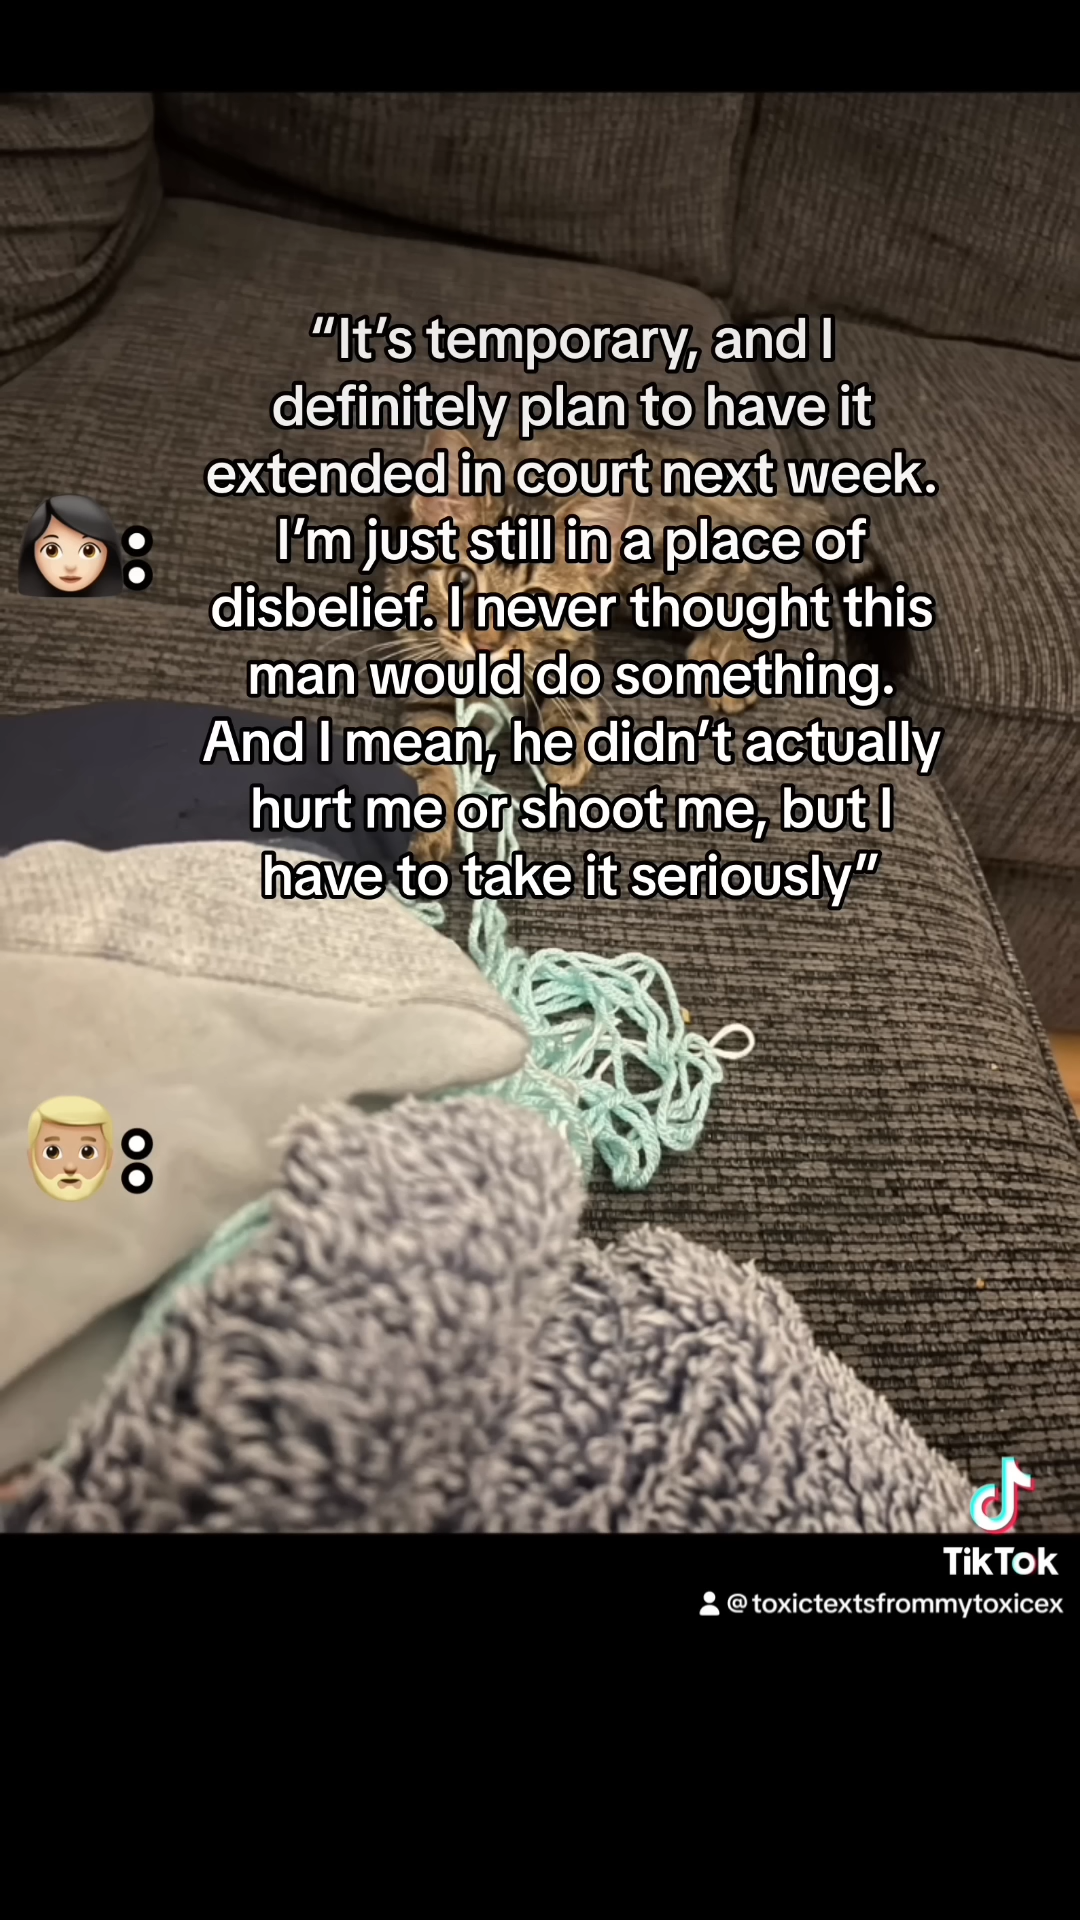 “It’s temporary, and I
definitely plan to have it
extended in court next week.
I’m just still in a place of
disbelief. I never thought this
man would do something.
And I mean, he didn’t actually
hurt me or shoot me, but I
have to take it seriously”
TikTok
@toxictextsfrommytoxicex